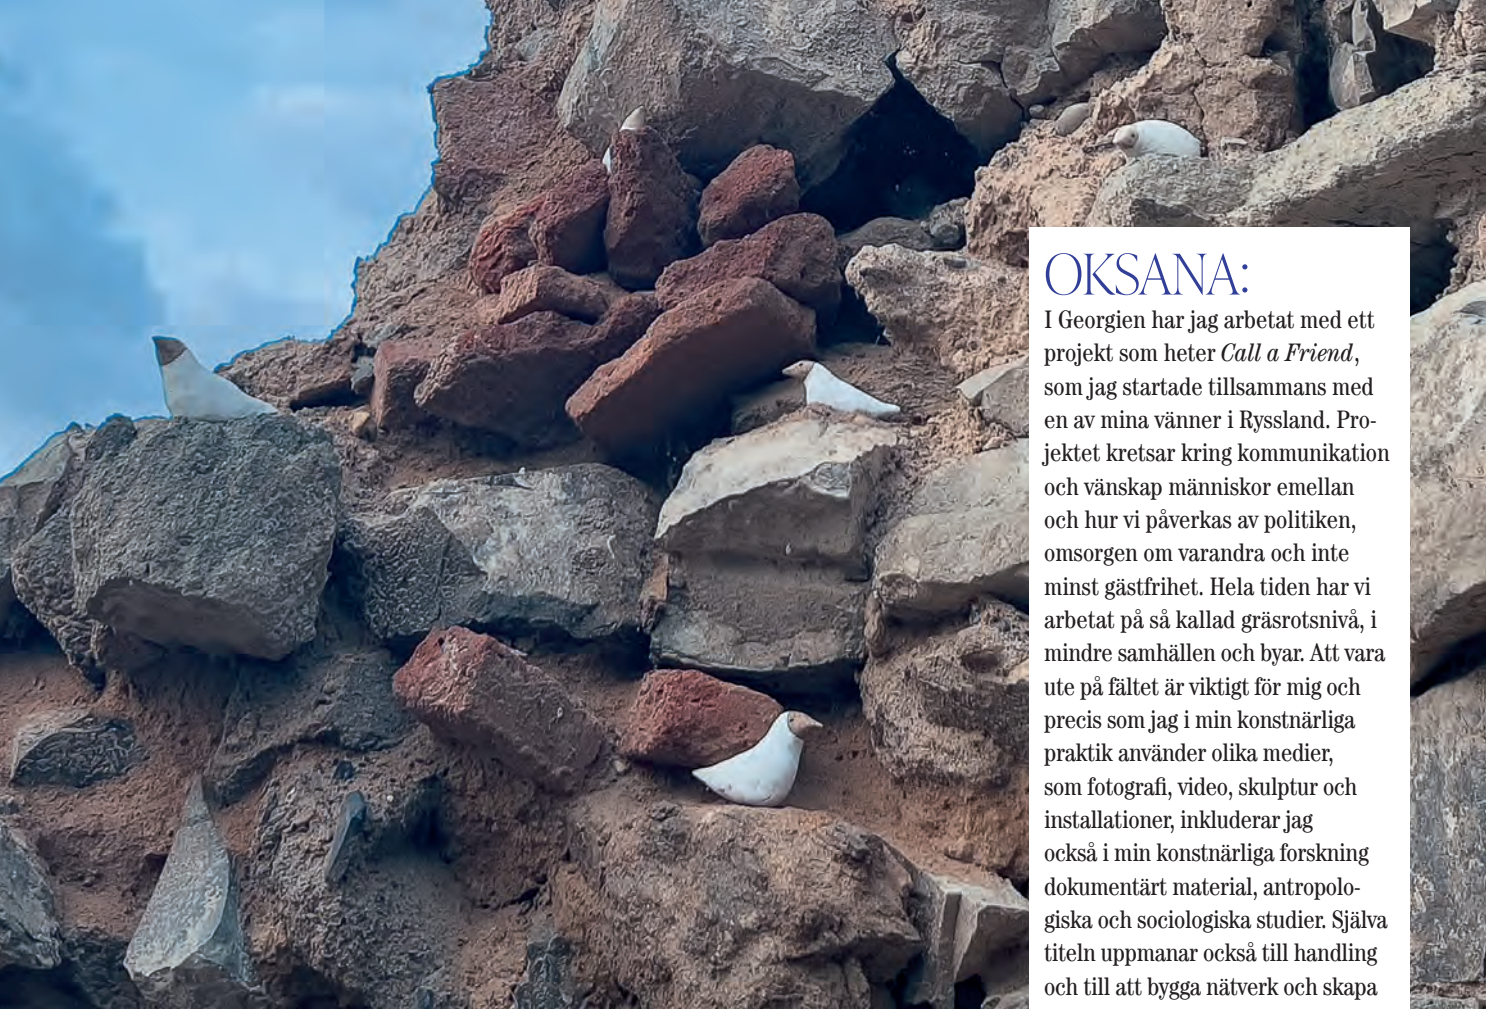 OKSANA:
I Georgien har jag arbetat med ett
projekt som heter Call a Friend,
som jag startade tillsammans med
en av mina vänner i Ryssland. Pro-
jektet kretsar kring kommunikation
och vänskap människor emellan
och hur vi påverkas av politiken,
omsorgen om varandra och inte
minst gästfrihet. Hela tiden har vi
arbetat på så kallad gräsrotsnivå, i
mindre samhällen och byar. Att vara
ute på fältet är viktigt för mig och
precis som jag i min konstnärliga
praktik använder olika medier,
som fotografi, video, skulptur och
installationer, inkluderar jag
också i min konstnärliga forskning
dokumentärt material, antropolo-
giska och sociologiska studier. Själva
titeln uppmanar också till handling
och till att bygga nätverk och skapa